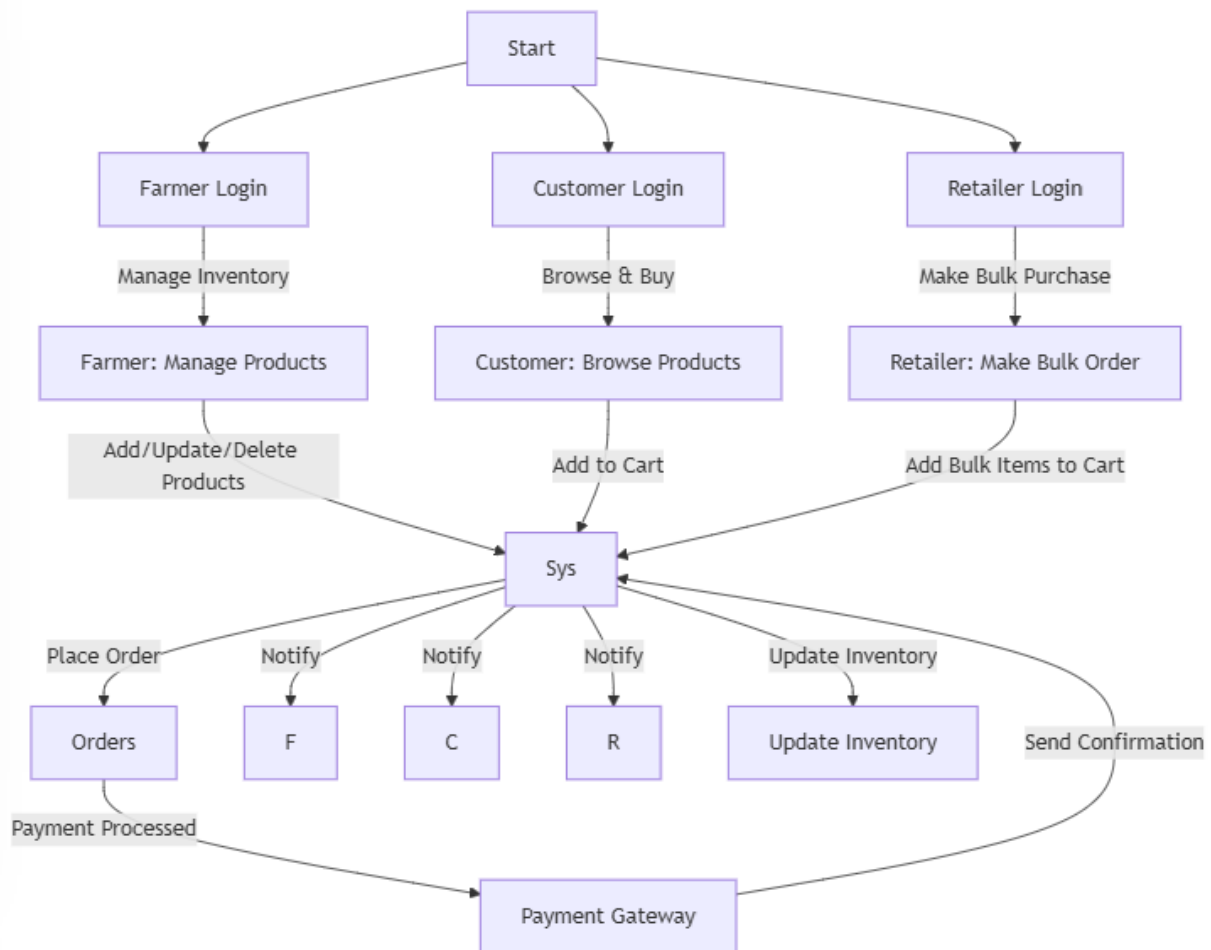 Start
Farmer Login
Customer Login
Retailer Login
Manage Inventory
Browse & Buy
Make Bulk Purchase
Farmer: Manage Products
Customer: Browse Products
Retailer: Make Bulk Order
Add/Update/Delete
Products
Add to Cart
Add Bulk Items to Cart
Sys
Place Order
Notify
Notify
Notify
Update Inventory
Orders
F
C
R
Update Inventory
Send Confirmation
Payment Processed
Payment Gateway